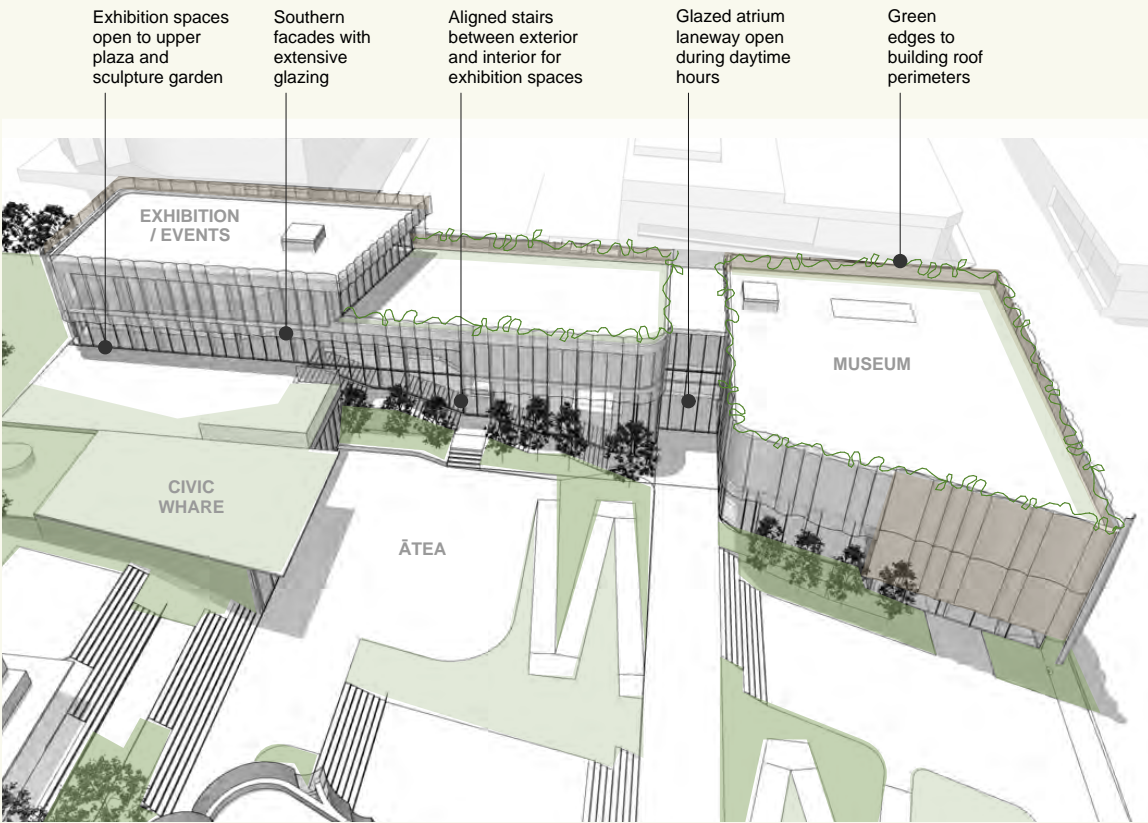 Exhibition spaces
open to upper
plaza and
sculpture garden
Southern
facades with
extensive
glazing
Aligned stairs
between exterior
and interior for
exhibition spaces
Glazed atrium
laneway open
during daytime
hours
Green
edges to
building roof
perimeters
EXHIBITION
/ EVENTS
MUSEUM
CIVIC
WHARE
ĀTEA